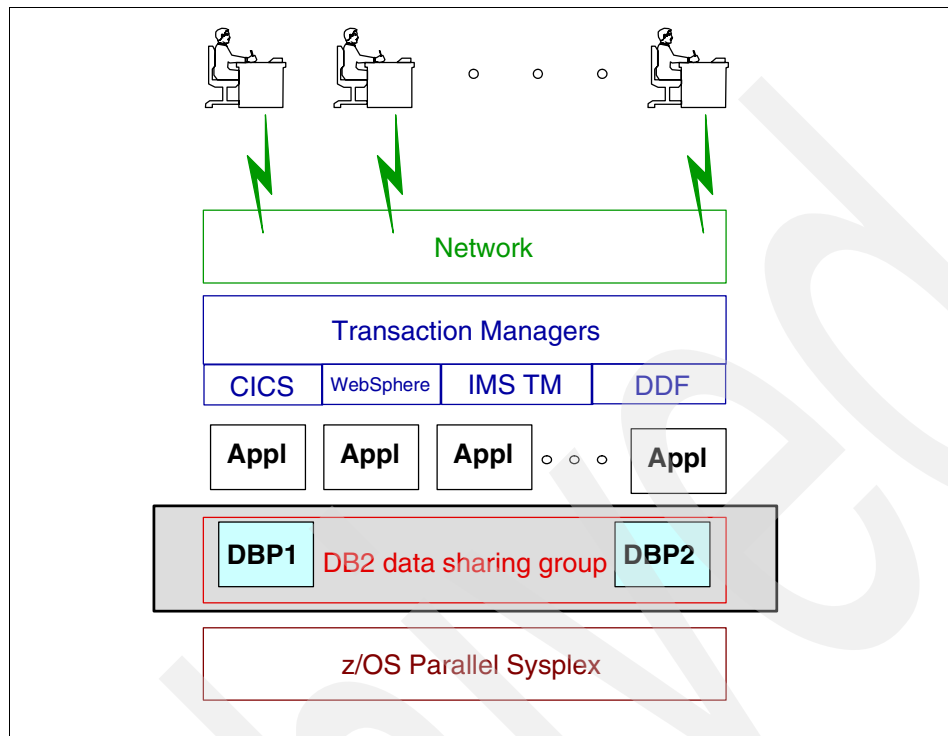 Network
Transaction Managers
CICS WebSphere IMS TM DDF
Appl Appl Appl Appl
DBP1 DB2 data sharing group DBP2
z/OS Parallel Sysplex